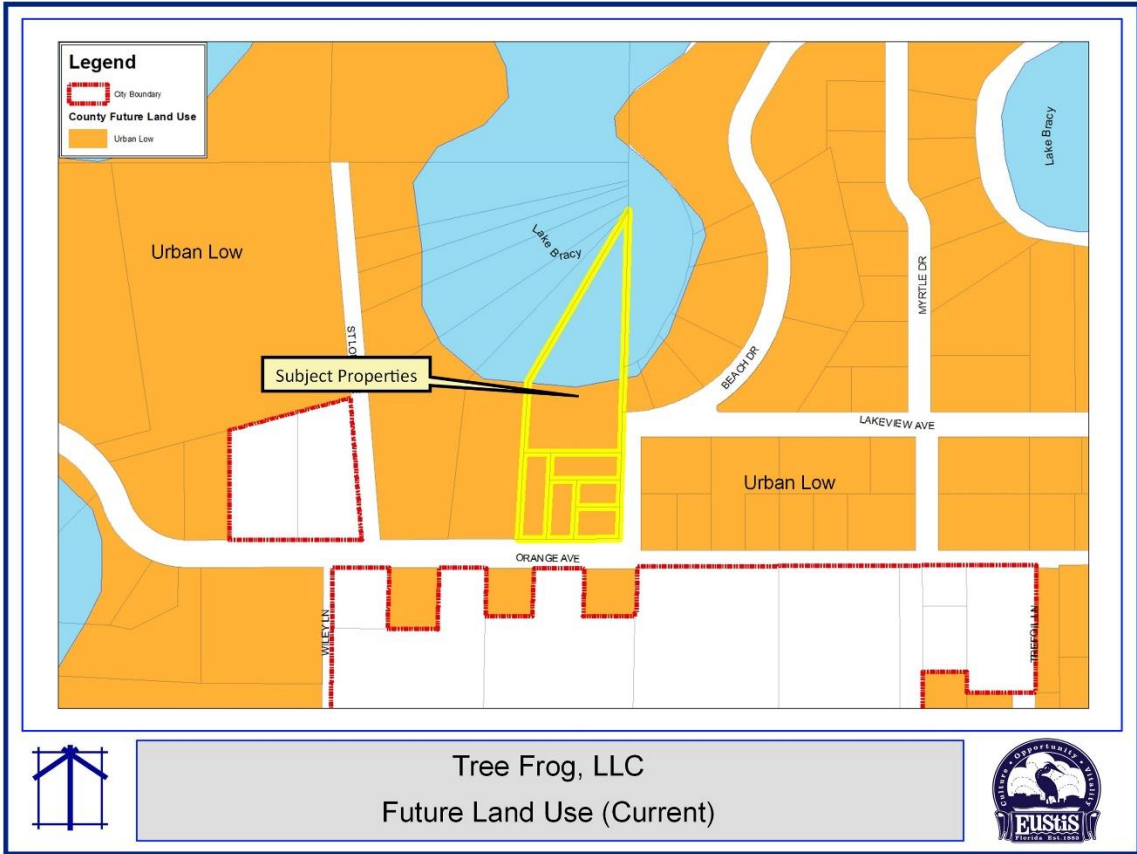 Legend
City Boundary
County Future Land Use
Urban Low
Lake Bracy
Urban Low
Lake Bracy
MYRTLE DR
Subject Properties
BEACH DR
LAKEVIEW AVE
Urban Low
ORANGE AVE
WILEY LN
TREFOIL LN
Tree Frog, LLC
Future Land Use (Current)
Culture • Opportunity • Vitality
EUSTIS
Florida Est. 1883